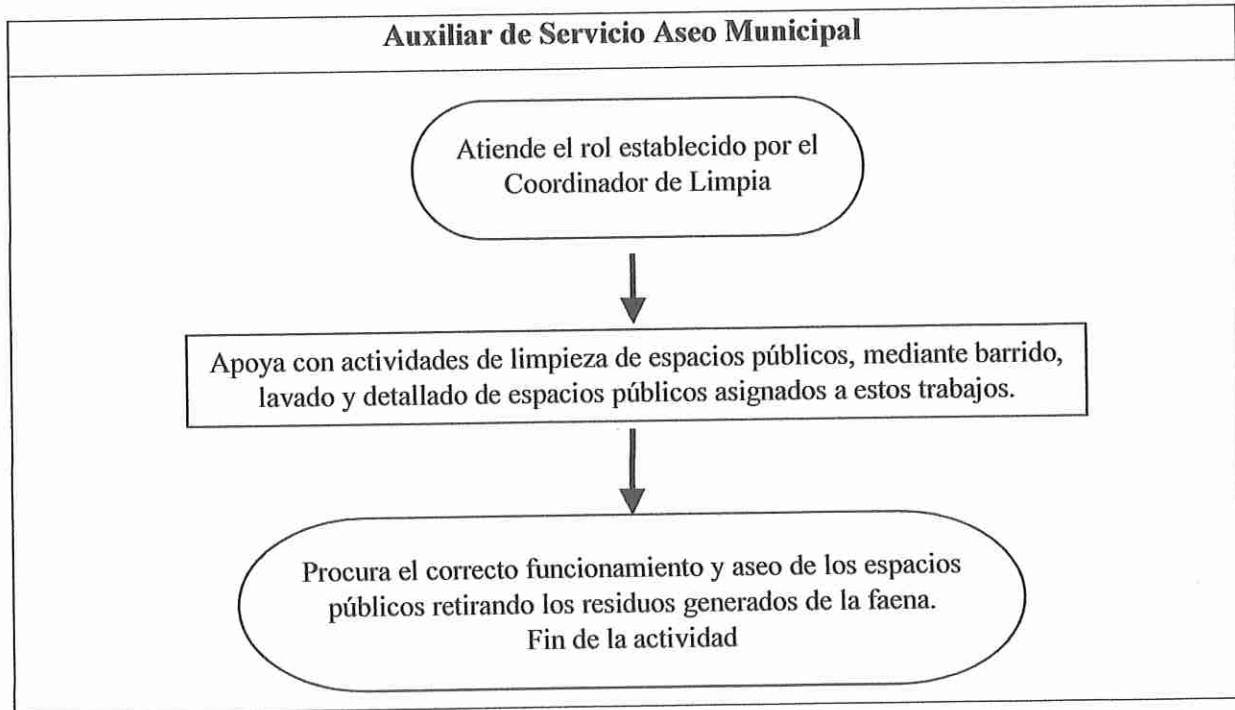 Auxiliar de Servicio Aseo Municipal
Atiende el rol establecido por el
Coordinador de Limpia
Apoya con actividades de limpieza de espacios públicos, mediante barrido,
lavado y detallado de espacios públicos asignados a estos trabajos.
Procura el correcto funcionamiento y aseo de los espacios
públicos retirando los residuos generados de la faena.
Fin de la actividad